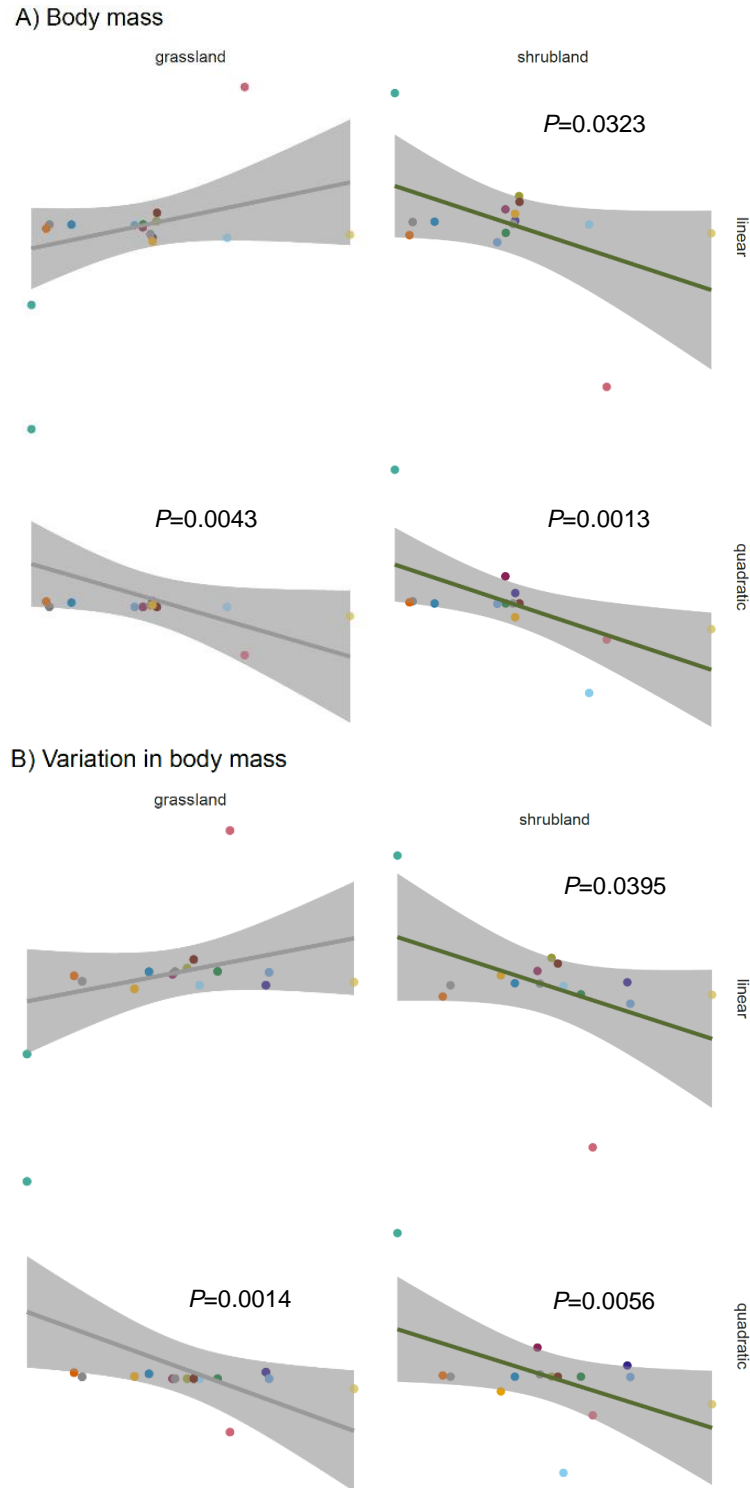 A) Body mass
grassland
shrubland
P=0.0323
linear
P=0.0043
P=0.0013
quadratic
B) Variation in body mass
grassland
shrubland
P=0.0395
linear
P=0.0014
P=0.0056
quadratic